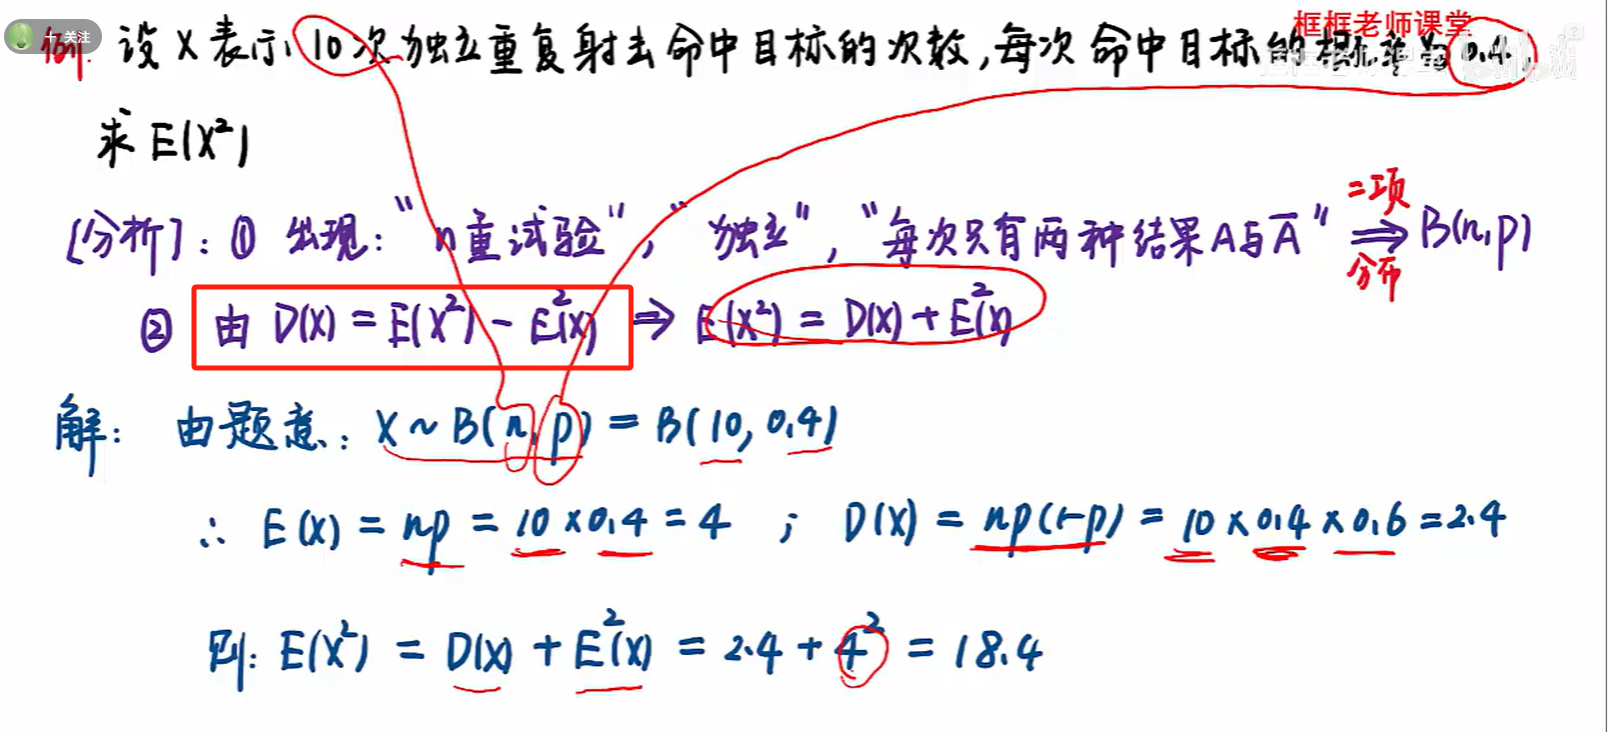 十 关注
框框老师课堂
例. 设 X 表示 10次独立重复射击命中目标的次数,每次命中目标的概率为 0.4,
求 E(X²)
[分析]: ① 出现: “n重试验”, “独立”, “每次只有两种结果A与Ā” 二项分布 ⇒ B(n,p)
② 由 D(X) = E(X²) - E²(X) ⇒ E(X²) = D(X) + E²(X)
解: 由题意: X ~ B(n, p) = B(10, 0.4)
∴ E(X) = np = 10 × 0.4 = 4 ; D(X) = np(1-p) = 10 × 0.4 × 0.6 = 2.4
则: E(X²) = D(X) + E²(X) = 2.4 + 4² = 18.4